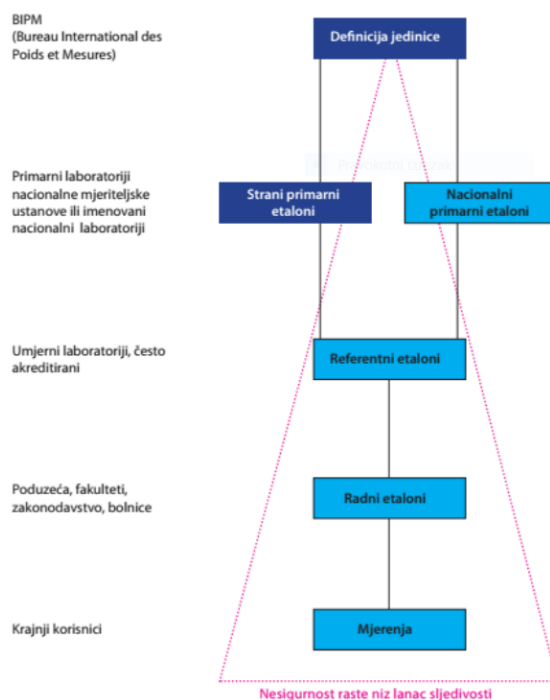 BIPM
(Bureau International des
Poids et Mesures)
Definicija jedinice
Primarni laboratoriji
nacionalne mjeriteljske
ustanove ili imenovani
nacionalni laboratoriji
Strani primarni
etaloni
Nacionalni
primarni etaloni
Umjerni laboratoriji, često
akreditirani
Referentni etaloni
Poduzeća, fakulteti,
zakonodavstvo, bolnice
Radni etaloni
Krajnji korisnici
Mjerenja
Nesigurnost raste niz lanac sljedivosti